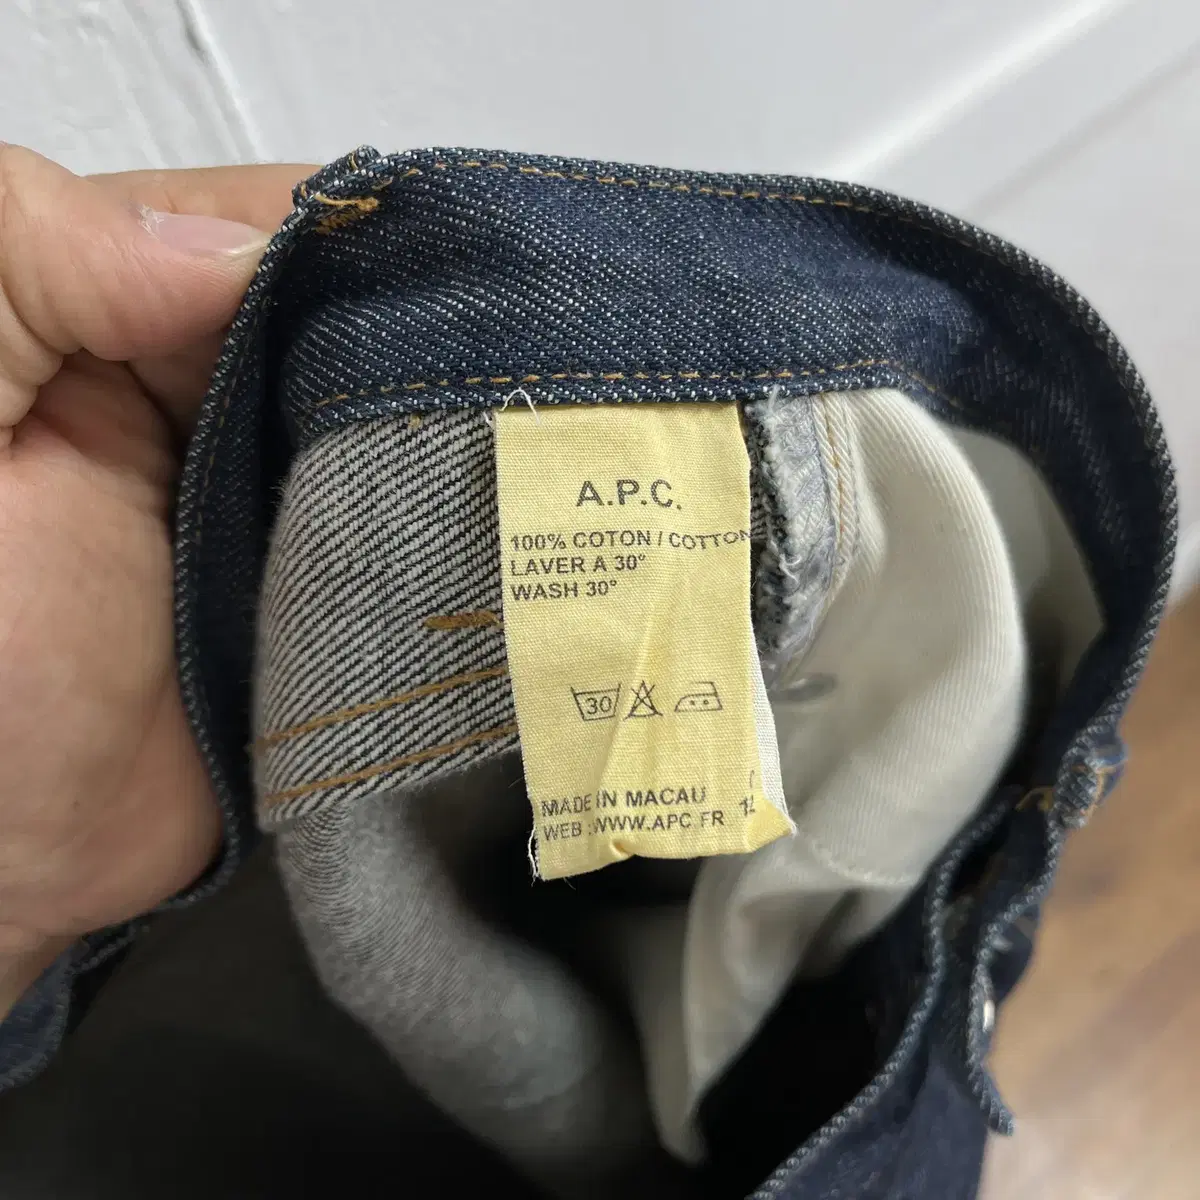 A.P.C.
100% COTON / COTTON
LAVER A 30°
WASH 30°
30
MADE IN MACAU
WEB : WWW.APC FR